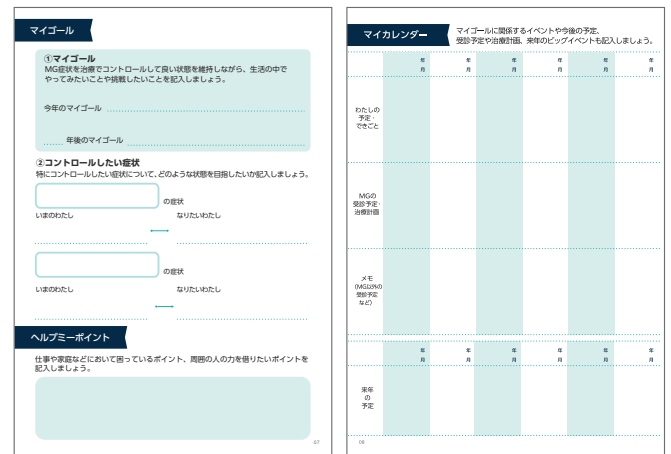 マイゴール
①マイゴール
MG症状を治療でコントロールして良い状態を維持しながら、生活の中で
やってみたいことや挑戦したいことを記入しましょう。
今年のマイゴール
年後のマイゴール
②コントロールしたい症状
特にコントロールしたい症状について、どのような状態を目指したいか記入しましょう。
の症状
いまのわたし なりたいわたし
の症状
いまのわたし なりたいわたし
ヘルプミーポイント
仕事や家庭などにおいて困っているポイント、周囲の人の力を借りたいポイントを
記入しましょう。
07
マイカレンダー
マイゴールに関係するイベントや今後の予定、
受診予定や治療計画、来年のビッグイベントも記入しましょう。
年 年 年 年 年 年
月 月 月 月 月 月
わたしの
予定・
できごと
MGの
受診予定・
治療計画
メモ
(MG以外の
受診予定
など)
年 年 年 年 年 年
月 月 月 月 月 月
来年
の
予定
08